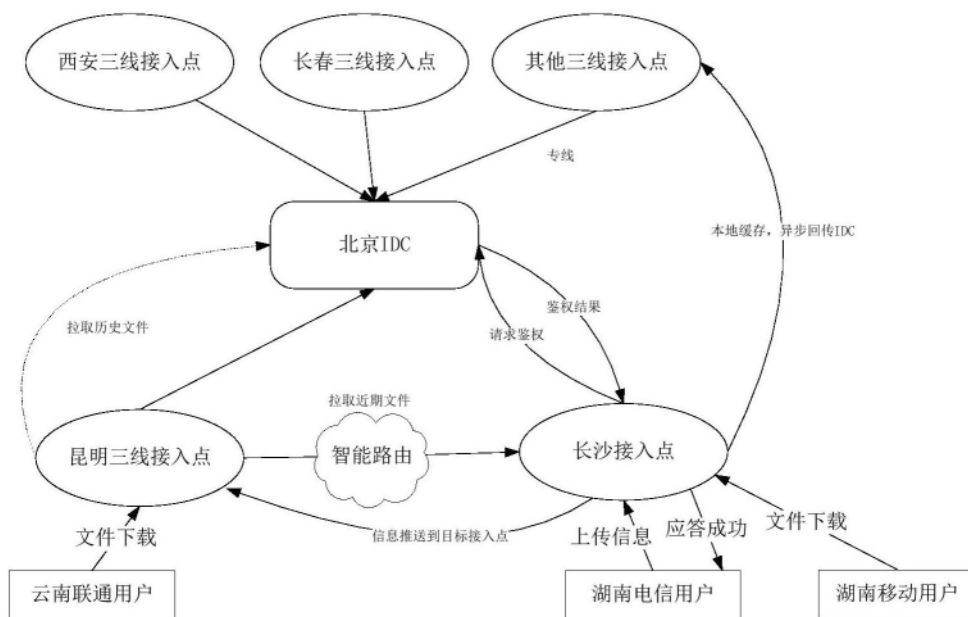 西安三线接入点
长春三线接入点
其他三线接入点
专线
北京IDC
本地缓存，异步回传IDC
鉴权结果
请求鉴权
拉取历史文件
拉取近期文件
昆明三线接入点
智能路由
长沙接入点
文件下载
信息推送到目标接入点
上传信息
应答成功
文件下载
云南联通用户
湖南电信用户
湖南移动用户